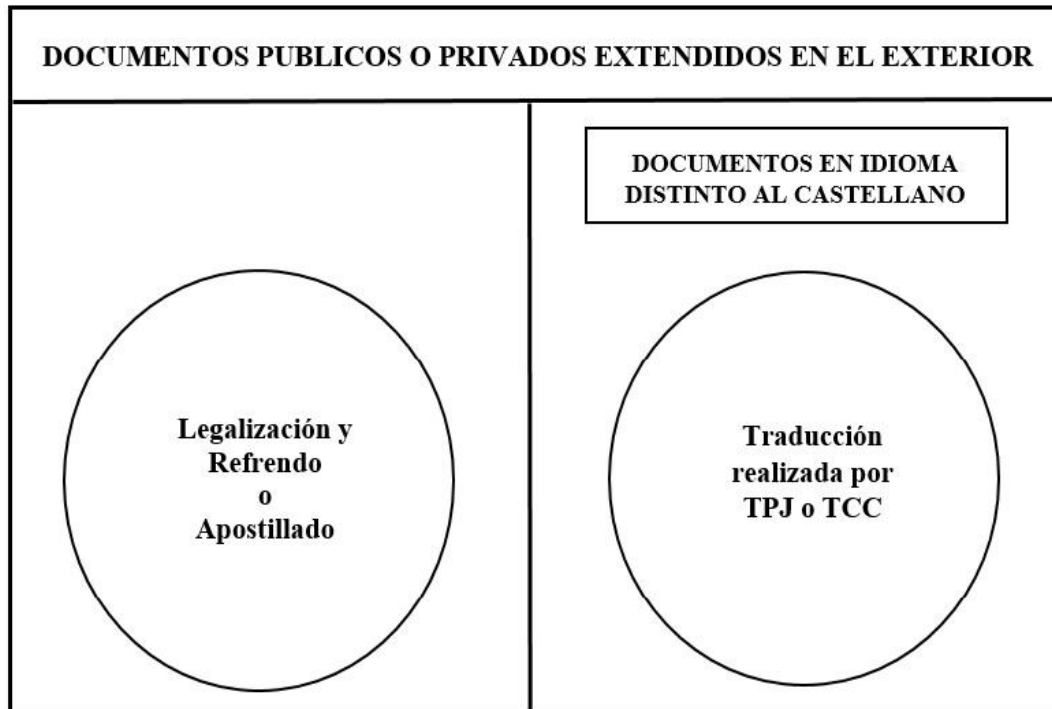 DOCUMENTOS PUBLICOS O PRIVADOS EXTENDIDOS EN EL EXTERIOR
Legalización y
Refrendo
o
Apostillado
DOCUMENTOS EN IDIOMA
DISTINTO AL CASTELLANO
Traducción
realizada por
TPJ o TCC